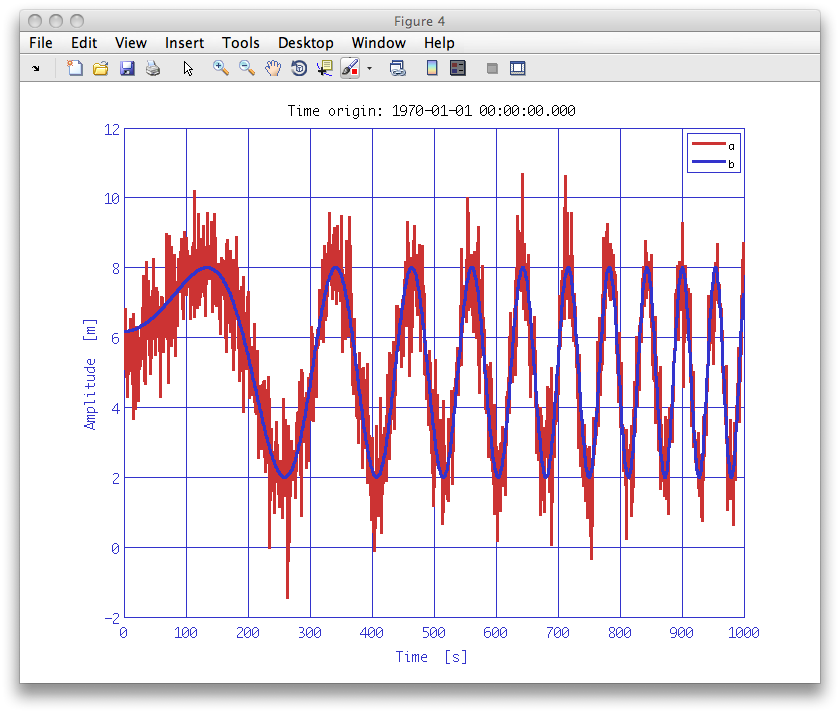 Figure 4
File Edit View Insert Tools Desktop Window Help
Time origin: 1970-01-01 00:00:00.000
12
10
8
6
4
2
0
-2
Amplitude [m]
a
b
0 100 200 300 400 500 600 700 800 900 1000
Time [s]